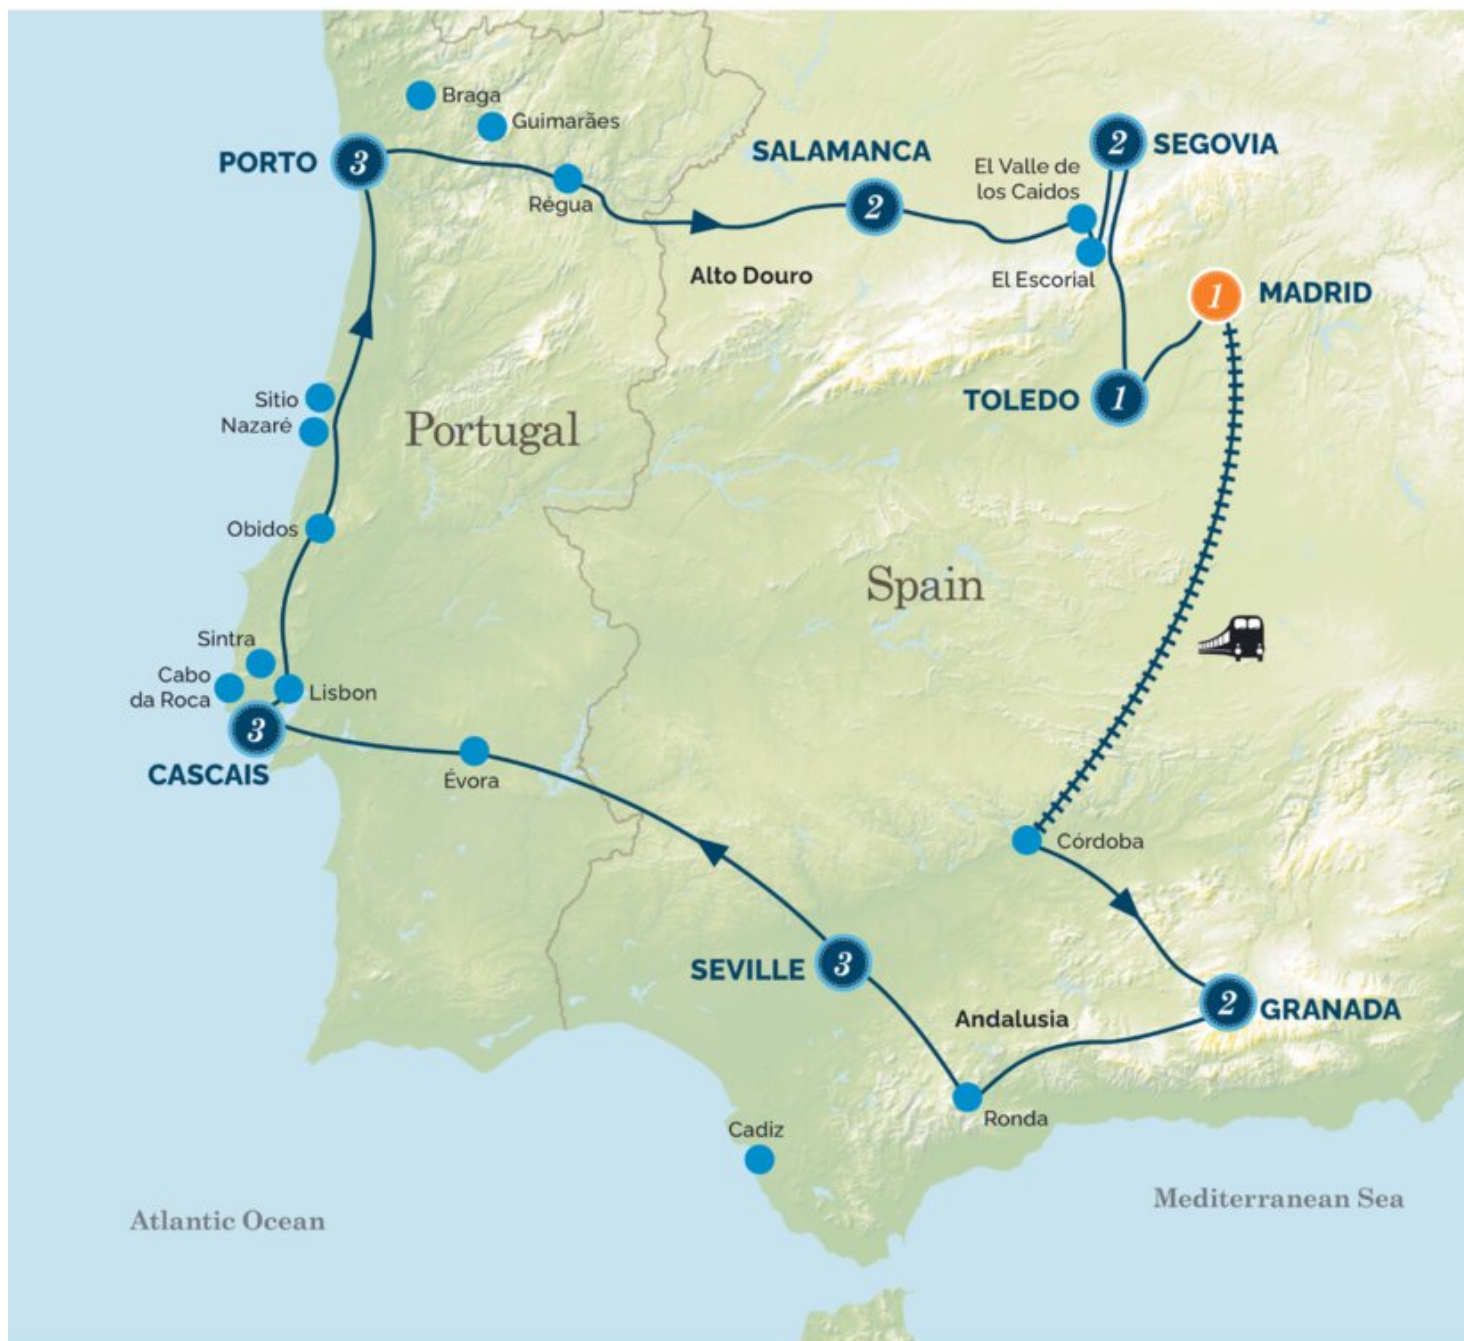 Braga
Guimarães
PORTO
3
Régua
SALAMANCA
2
El Valle de
los Caidos
2
SEGOVIA
El Escorial
Alto Douro
1
MADRID
TOLEDO
1
Sitio
Nazaré
Portugal
Obidos
Spain
Sintra
Cabo
da Roca
Lisbon
3
CASCAIS
Évora
Córdoba
SEVILLE
3
Andalusia
2
GRANADA
Ronda
Cadiz
Mediterranean Sea
Atlantic Ocean